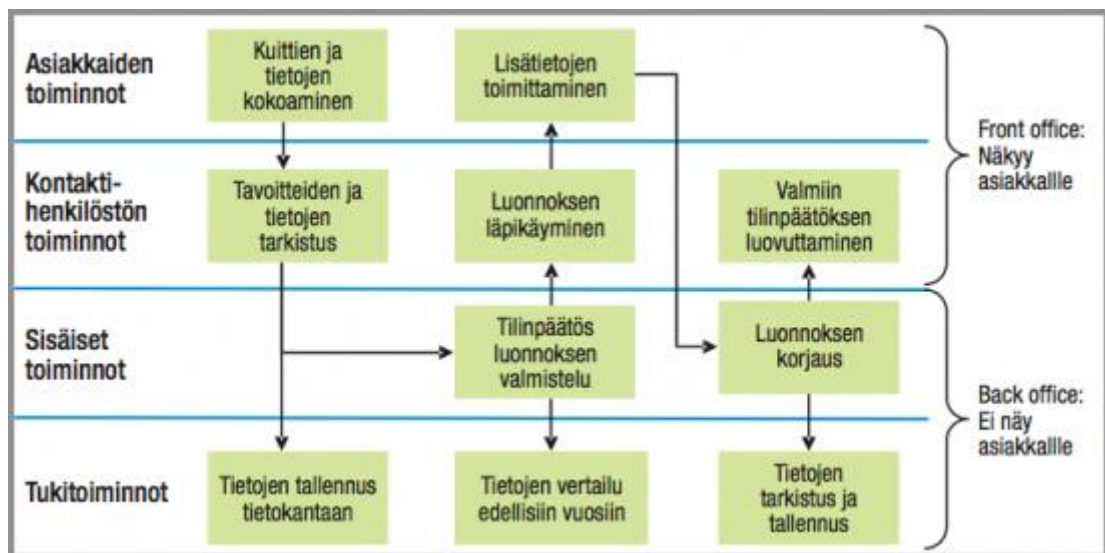 Asiakkaiden
toiminnot
Kuittien ja
tietojen
kokoaminen
Lisätietojen
toimittaminen
Kontakti-
henkilöstön
toiminnot
Tavoitteiden ja
tietojen
tarkistus
Luonnoksen
läpikäyminen
Valmiin
tilinpäätöksen
luovuttaminen
Front office:
Näkyy
asiakkallle
Sisäiset
toiminnot
Tilinpäätös
luonnoksen
valmistelu
Luonnoksen
korjaus
Back office:
Ei näy
asiakkallle
Tukitoiminnot
Tietojen tallennus
tietokantaan
Tietojen vertailu
edellisiin vuosiin
Tietojen
tarkistus ja
tallennus